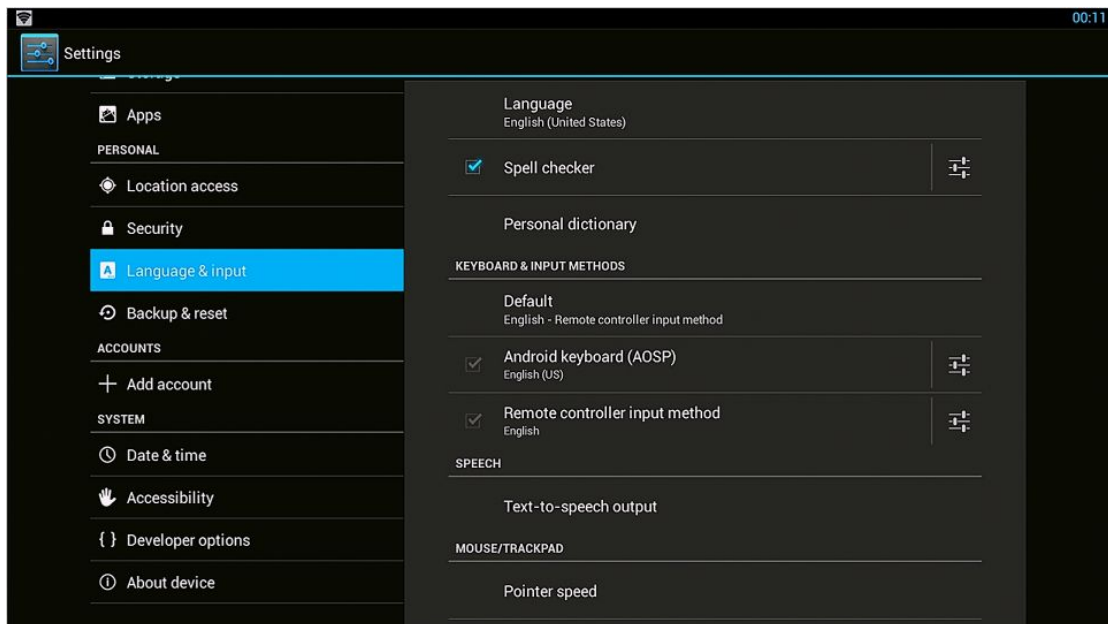 00:11
Settings
Storage
Apps
PERSONAL
Location access
Security
Language & input
Backup & reset
ACCOUNTS
Add account
SYSTEM
Date & time
Accessibility
{ } Developer options
About device
Language
English (United States)
Spell checker
Personal dictionary
KEYBOARD & INPUT METHODS
Default
English - Remote controller input method
Android keyboard (AOSP)
English (US)
Remote controller input method
English
SPEECH
Text-to-speech output
MOUSE/TRACKPAD
Pointer speed